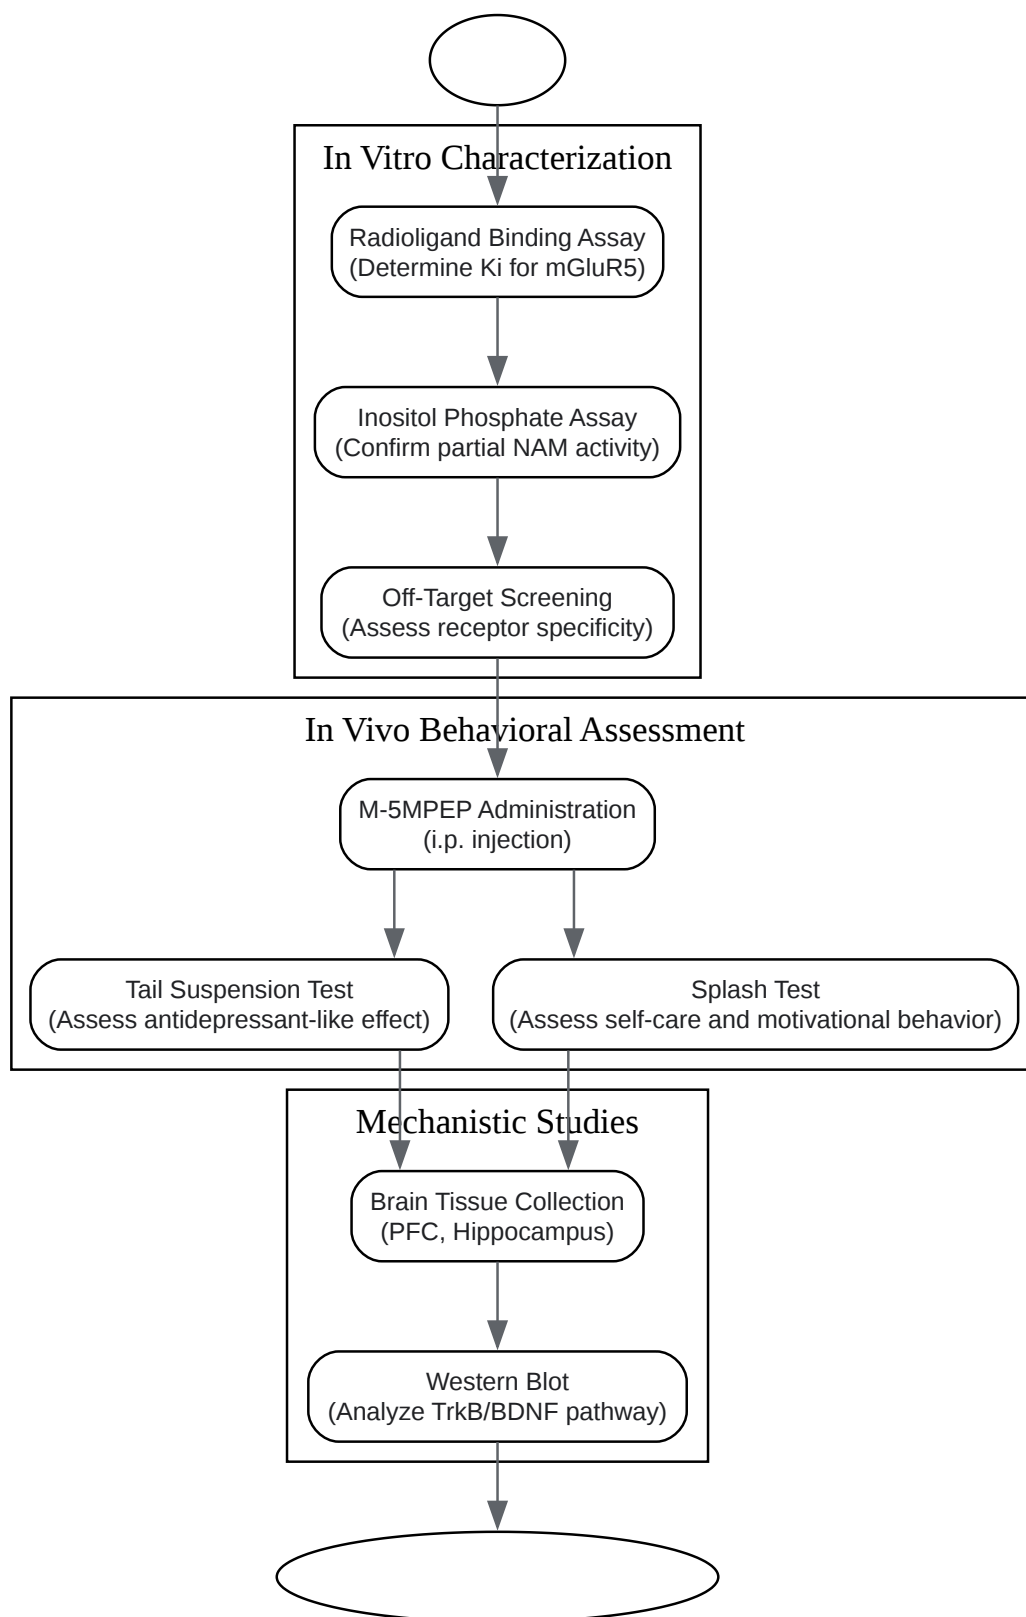 In Vitro Characterization
Radioligand Binding Assay
(Determine Ki for mGluR5)
Inositol Phosphate Assay
(Confirm partial NAM activity)
Off-Target Screening
(Assess receptor specificity)
In Vivo Behavioral Assessment
M-5MPEP Administration
(i.p. injection)
Tail Suspension Test
(Assess antidepressant-like effect)
Splash Test
(Assess self-care and motivational behavior)
Mechanistic Studies
Brain Tissue Collection
(PFC, Hippocampus)
Western Blot
(Analyze TrkB/BDNF pathway)